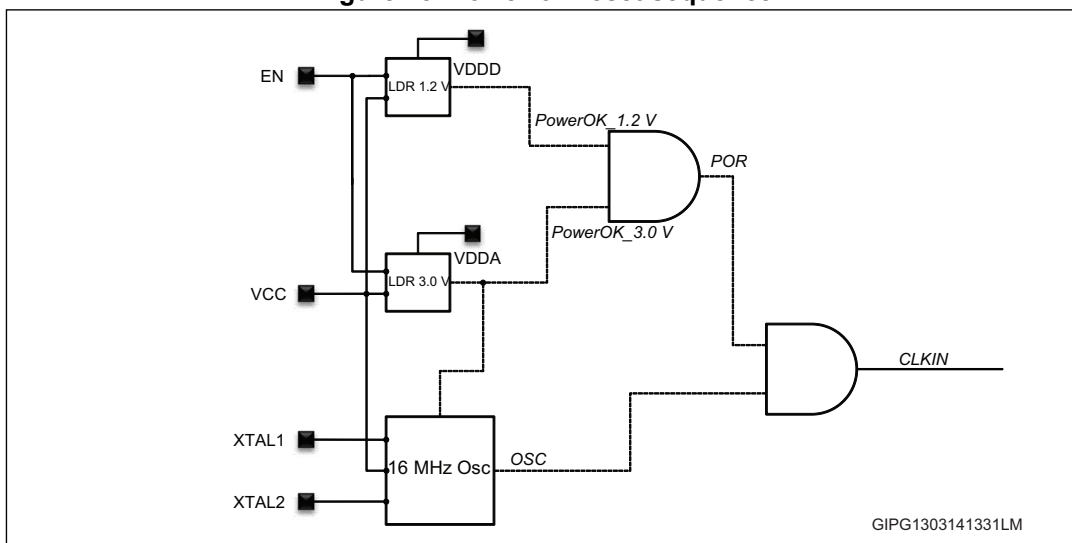 EN
VDDD
LDR 1.2 V
PowerOK_1.2 V
POR
PowerOK_3.0 V
VDDA
LDR 3.0 V
VCC
CLKIN
XTAL1
16 MHz Osc
OSC
XTAL2
GIPG1303141331LM